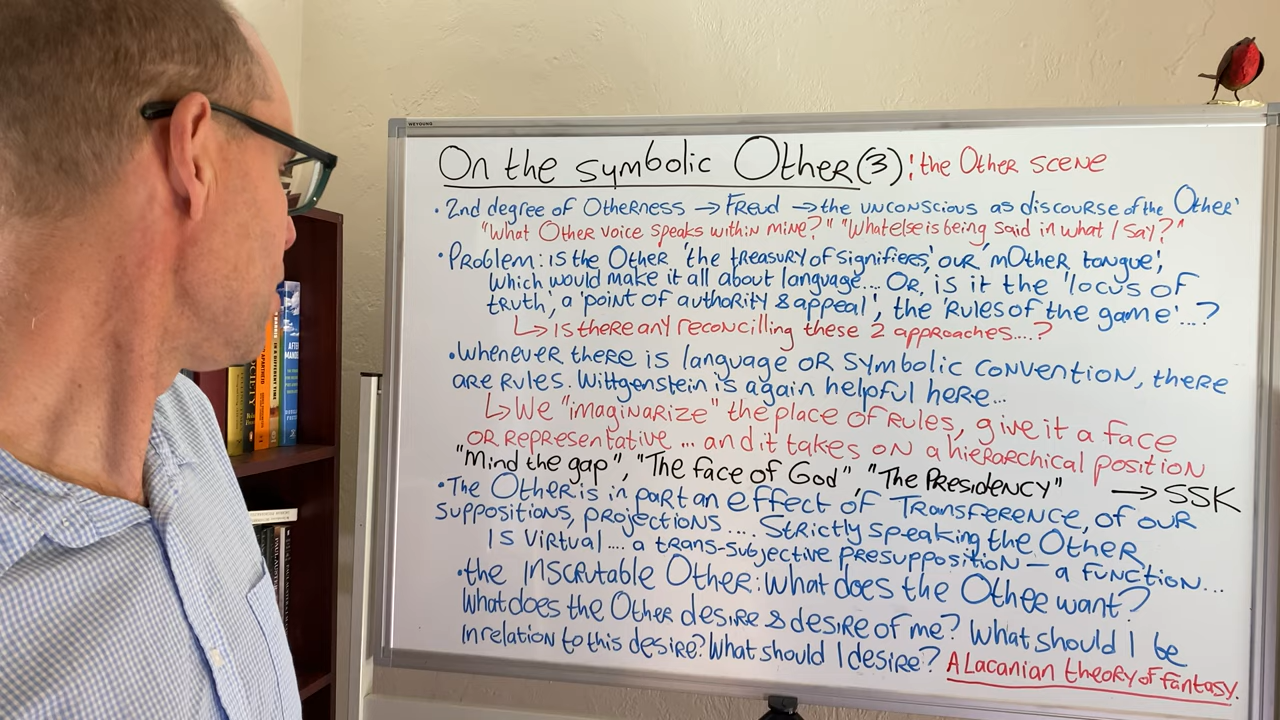 WEYOUNG
On the symbolic Other (3): the Other scene
• 2nd degree of Otherness → Freud → the unconscious as discourse of the Other'
"What Other voice speaks within mine?" "What else is being said in what I say?"
• Problem: is the Other 'the treasury of signifiers', our 'mOther tongue',
which would make it all about language.... Or, is it the 'locus of
truth', a 'point of authority & appeal', the 'rules of the game'...?
↳ is there any reconcilling these 2 approaches....?
• Whenever there is language or symbolic convention, there
are rules. Wittgenstein is again helpful here...
↳ We "imaginarize" the place of rules, give it a face
or representative ... and it takes on a hierarchical position
"Mind the gap", "The face of God", "The Presidency" → SSK
• The Other is in part an effect of Transference, of our
suppositions, projections .... Strictly speaking the Other
is virtual .... a trans-subjective presupposition — a function...
• the inscrutable Other: What does the Other want?
What does the Other desire & desire of me? What should I be
in relation to this desire? What should I desire? A Lacanian theory of fantasy.
APARTHEID
IN A DIFFERENT TIME
AFTER